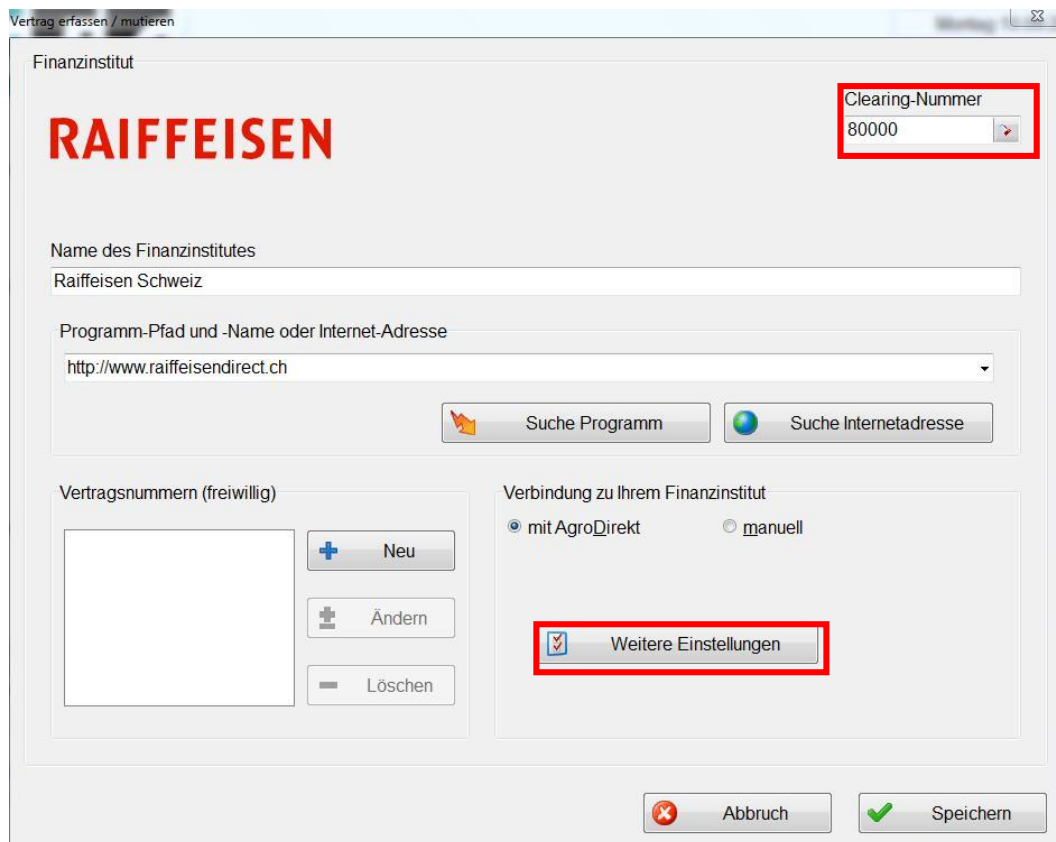 Vertrag erfassen / mutieren
Montag
Finanzinstitut
Clearing-Nummer
RAIFFEISEN
80000
Name des Finanzinstitutes
Raiffeisen Schweiz
Programm-Pfad und -Name oder Internet-Adresse
http://www.raiffeisendirect.ch
Suche Programm
Suche Internetadresse
Vertragsnummern (freiwillig)
Verbindung zu Ihrem Finanzinstitut
mit AgroDirekt
manuell
Neu
Ändern
Weitere Einstellungen
Löschen
Abbruch
Speichern